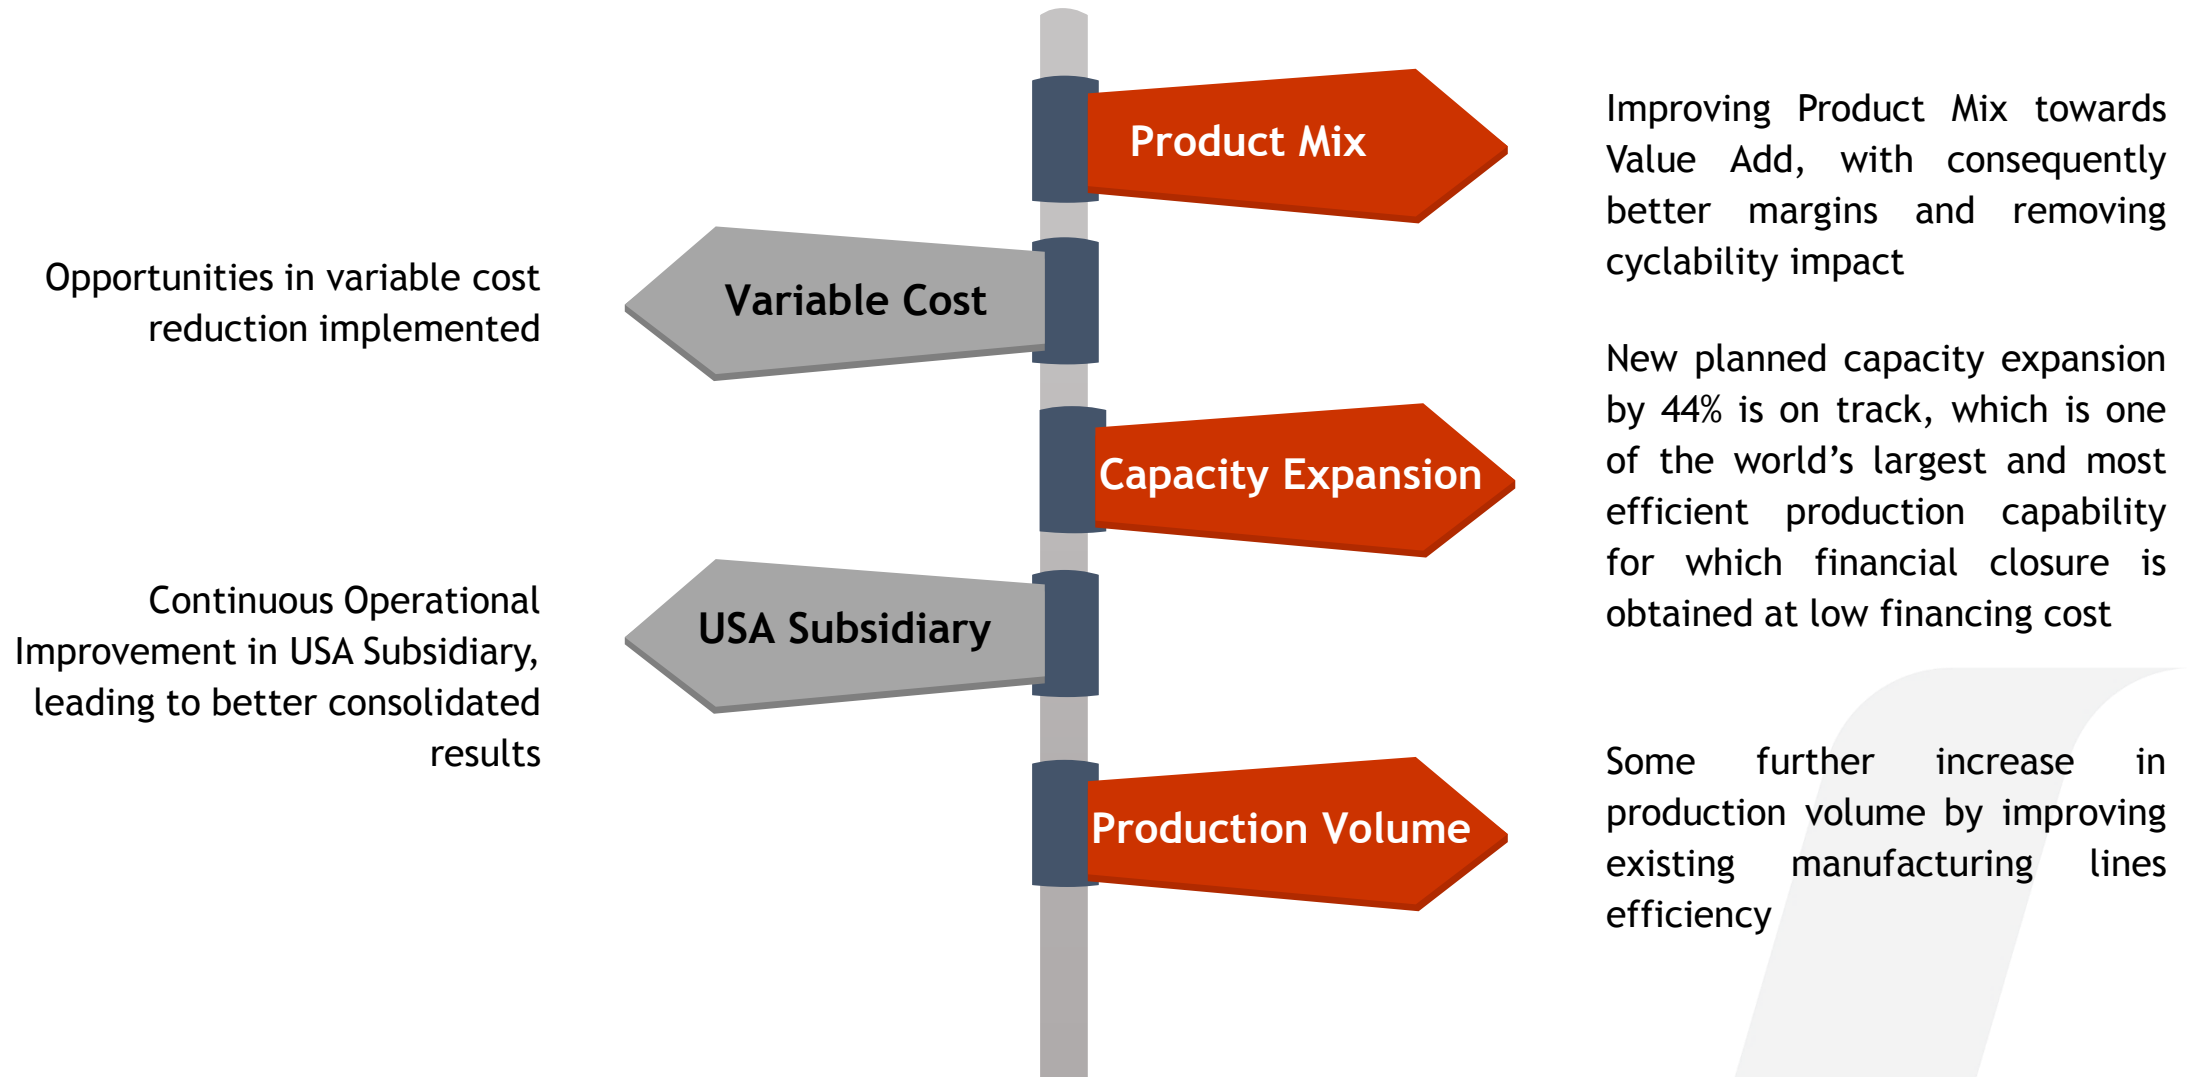 Product Mix
Improving Product Mix towards
Value Add, with consequently
better margins and removing
cyclability impact
Opportunities in variable cost
reduction implemented
Variable Cost
New planned capacity expansion
by 44% is on track, which is one
of the world’s largest and most
efficient production capability
for which financial closure is
obtained at low financing cost
Capacity Expansion
Continuous Operational
Improvement in USA Subsidiary,
leading to better consolidated
results
USA Subsidiary
Production Volume
Some further increase in
production volume by improving
existing manufacturing lines
efficiency